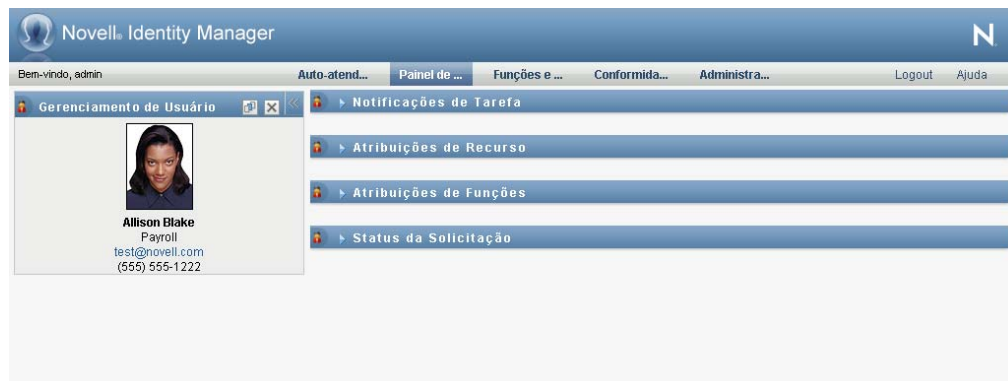 Novell® Identity Manager
N
Bem-vindo, admin
Auto-atend... Painel de ... Funções e ... Conformida... Administra... Logout Ajuda
Gerenciamento de Usuário
Allison Blake
Payroll
test@novell.com
(555) 555-1222
Notificações de Tarefa
Atribuições de Recurso
Atribuições de Funções
Status da Solicitação